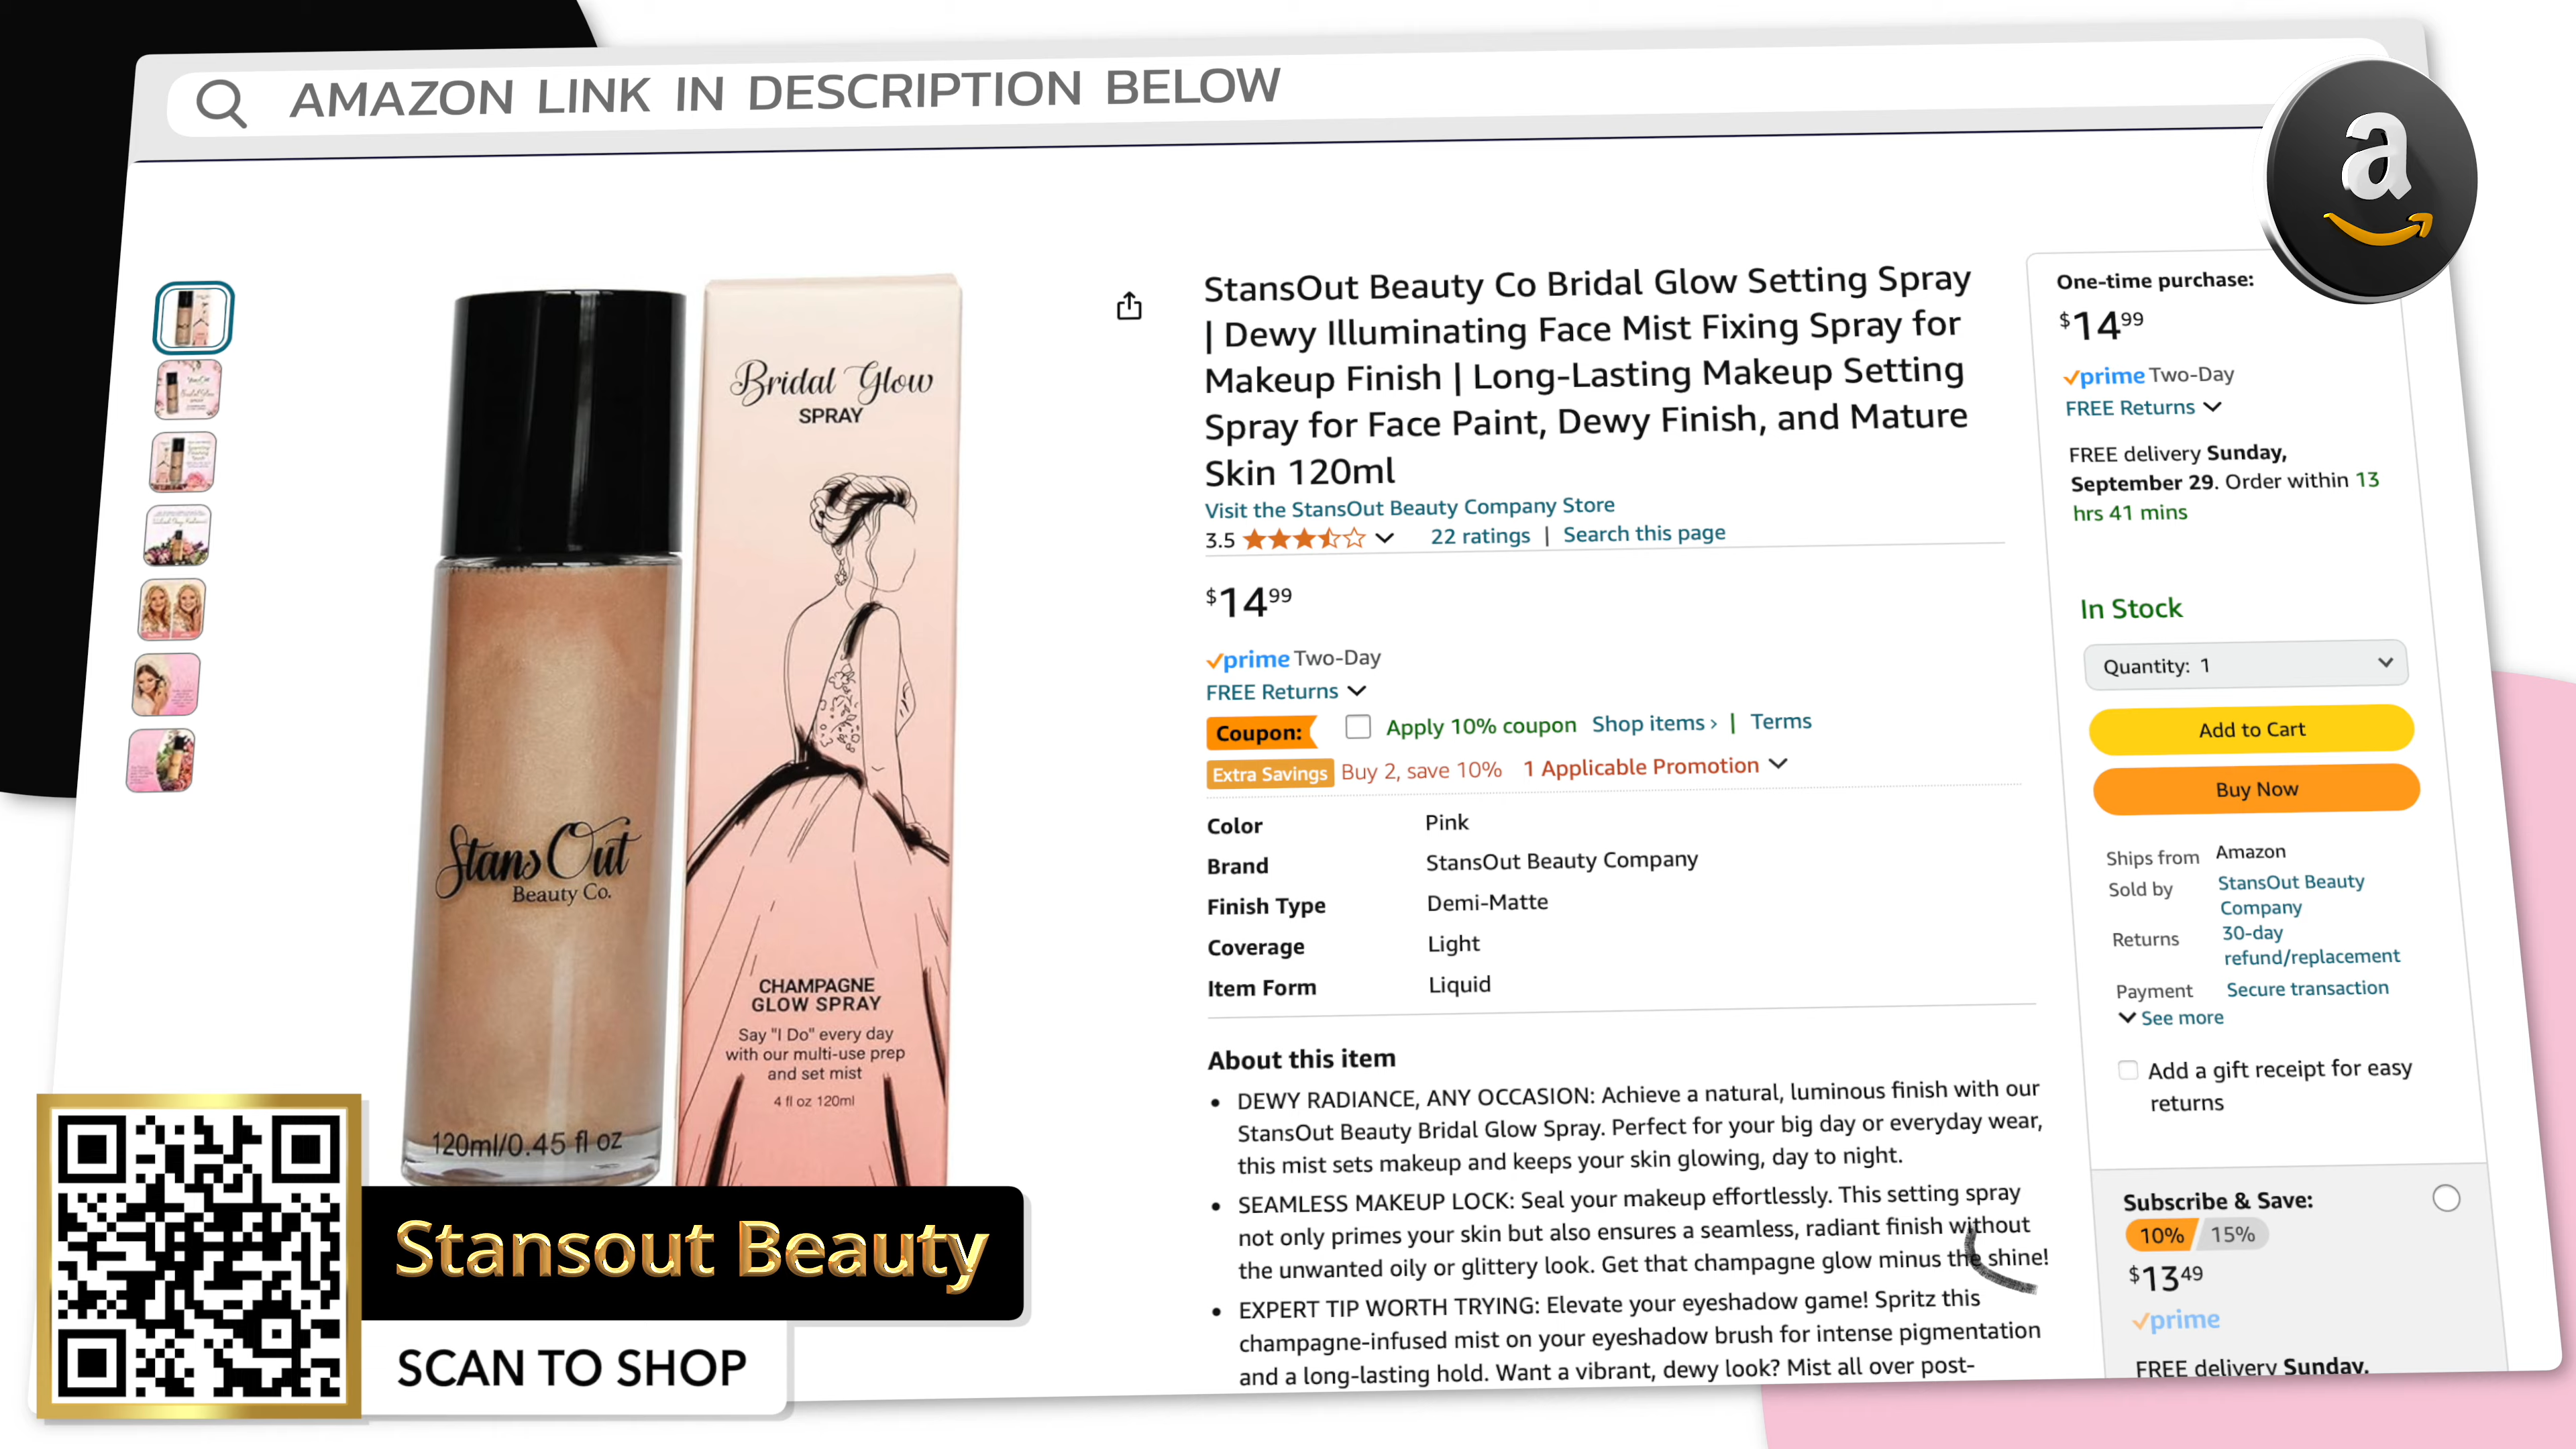 AMAZON LINK IN DESCRIPTION BELOW
a
Bridal Glow
SPRAY
CHAMPAGNE
GLOW SPRAY
Say "I Do" every day
with our multi-use prep
and set mist
4 fl oz 120ml
StansOut
Beauty Co.
120ml/0.45 fl oz
StansOut Beauty Co Bridal Glow Setting Spray
| Dewy Illuminating Face Mist Fixing Spray for
Makeup Finish | Long-Lasting Makeup Setting
Spray for Face Paint, Dewy Finish, and Mature
Skin 120ml
Visit the StansOut Beauty Company Store
3.5 22 ratings | Search this page
$14 99
prime Two-Day
FREE Returns
Coupon: Apply 10% coupon Shop items › | Terms
Extra Savings Buy 2, save 10% 1 Applicable Promotion
Color Pink
Brand StansOut Beauty Company
Finish Type Demi-Matte
Coverage Light
Item Form Liquid
About this item
• DEWY RADIANCE, ANY OCCASION: Achieve a natural, luminous finish with our
StansOut Beauty Bridal Glow Spray. Perfect for your big day or everyday wear,
this mist sets makeup and keeps your skin glowing, day to night.
• SEAMLESS MAKEUP LOCK: Seal your makeup effortlessly. This setting spray
not only primes your skin but also ensures a seamless, radiant finish without
the unwanted oily or glittery look. Get that champagne glow minus the shine!
• EXPERT TIP WORTH TRYING: Elevate your eyeshadow game! Spritz this
champagne-infused mist on your eyeshadow brush for intense pigmentation
and a long-lasting hold. Want a vibrant, dewy look? Mist all over post-
One-time purchase:
$14 99
prime Two-Day
FREE Returns
FREE delivery Sunday,
September 29. Order within 13
hrs 41 mins
In Stock
Quantity: 1
Add to Cart
Buy Now
Ships from Amazon
Sold by StansOut Beauty
Company
Returns 30-day
refund/replacement
Payment Secure transaction
See more
Add a gift receipt for easy
returns
Subscribe & Save:
10% 15%
$13 49
prime
FREE delivery Sunday,
Stansout Beauty
SCAN TO SHOP